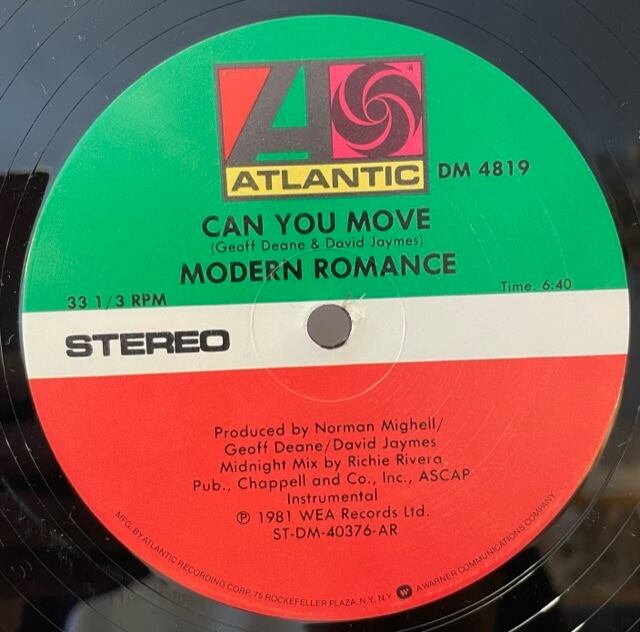 ATLANTIC
DM 4819
CAN YOU MOVE
(Geoff Deane & David Jaymes)
MODERN ROMANCE
33 1/3 RPM
Time: 6:40
STEREO
Produced by Norman Mighell/
Geoff Deane/David Jaymes
Midnight Mix by Richie Rivera
Pub., Chappell and Co., Inc., ASCAP
Instrumental
℗ 1981 WEA Records Ltd.
ST-DM-40376-AR
MFG. BY ATLANTIC RECORDING CORP. 75 ROCKEFELLER PLAZA, N.Y. N.Y. A WARNER COMMUNICATIONS COMPANY